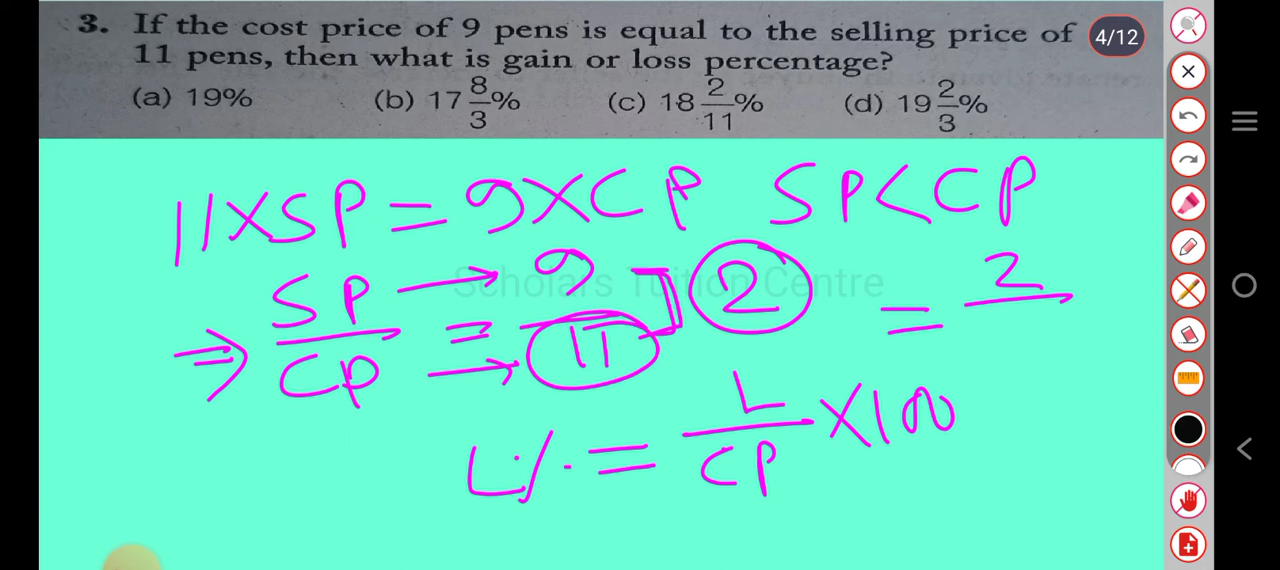 3. If the cost price of 9 pens is equal to the selling price of
11 pens, then what is gain or loss percentage?
(a) 19% (b) 17 8/3% (c) 18 2/11% (d) 19 2/3%
4/12
11×SP = 9×CP SP<CP
Scholars Tuition Centre
⇒ SP/CP → = → 9/11 ] 2 = 2
L% = L/CP ×100